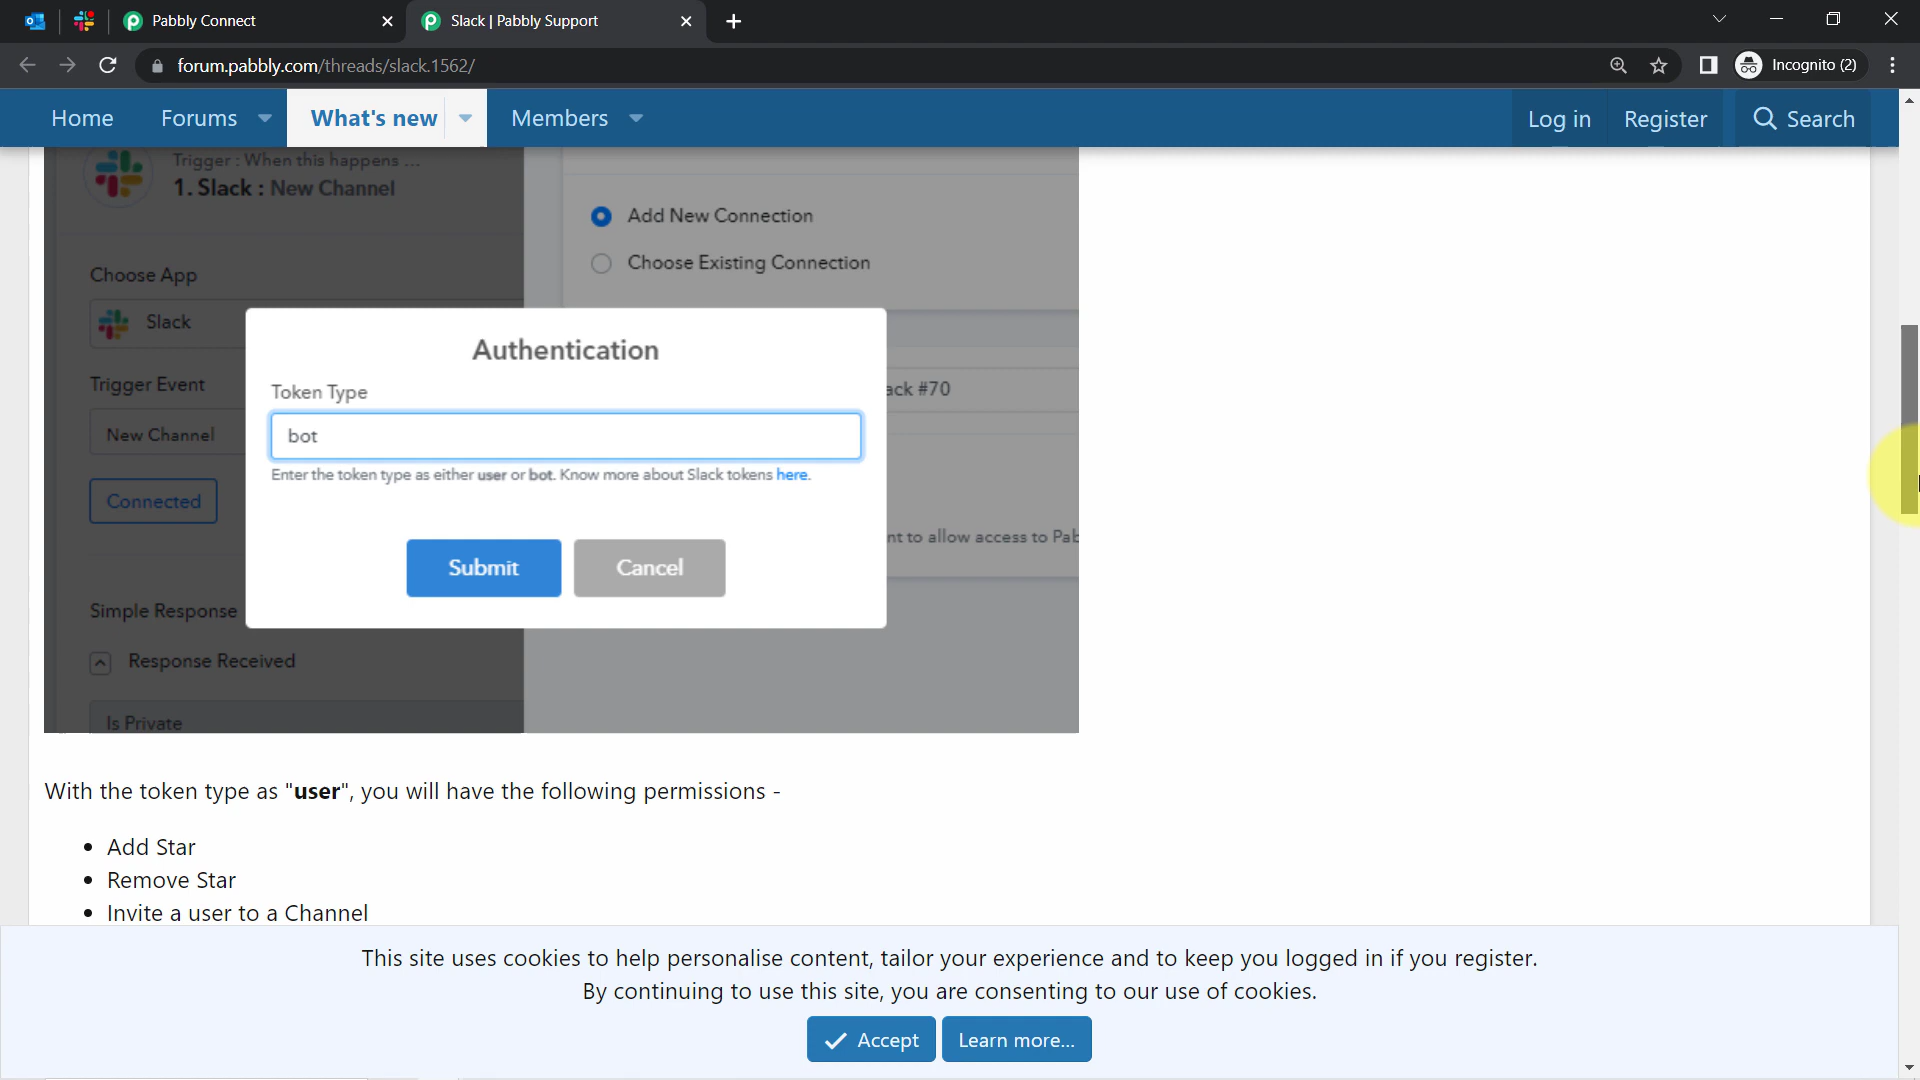 Pabbly Connect
Slack | Pabbly Support
forum.pabbly.com/threads/slack.1562/
Incognito (2)
Home
Forums
What's new
Members
Log in
Register
Search
Trigger : When this happens ...
1. Slack : New Channel
Add New Connection
Choose Existing Connection
Choose App
Slack
Authentication
Token Type
Trigger Event
ack #70
bot
New Channel
Enter the token type as either user or bot. Know more about Slack tokens here.
Connected
nt to allow access to Pab
Submit
Cancel
Simple Response
Response Received
Is Private
With the token type as "user", you will have the following permissions -
• Add Star
• Remove Star
• Invite a user to a Channel
This site uses cookies to help personalise content, tailor your experience and to keep you logged in if you register.
By continuing to use this site, you are consenting to our use of cookies.
Accept
Learn more...